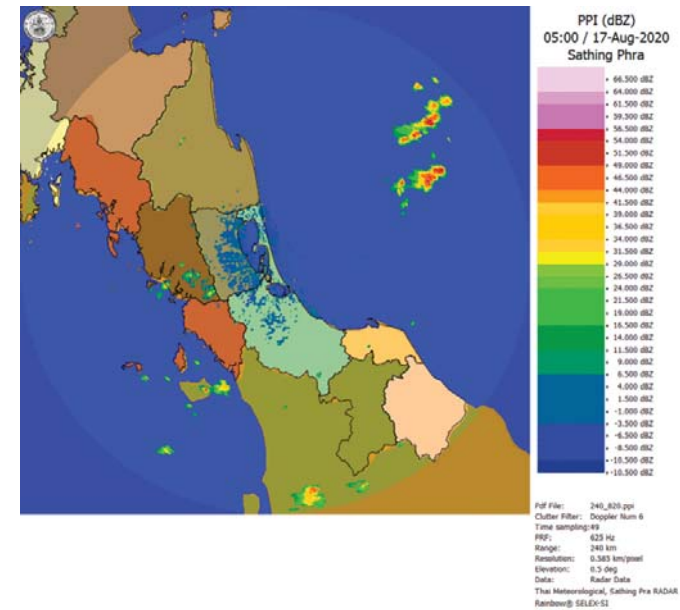 PPI (dBZ)
05:00 / 17-Aug-2020
Sathing Phra
66.500 dBZ
64.000 dBZ
61.500 dBZ
59.500 dBZ
56.500 dBZ
54.000 dBZ
51.500 dBZ
49.000 dBZ
46.500 dBZ
44.000 dBZ
41.500 dBZ
39.000 dBZ
36.500 dBZ
34.000 dBZ
31.500 dBZ
29.000 dBZ
26.500 dBZ
24.000 dBZ
21.500 dBZ
19.000 dBZ
16.500 dBZ
14.000 dBZ
11.500 dBZ
9.000 dBZ
6.500 dBZ
4.000 dBZ
1.500 dBZ
-1.000 dBZ
-3.500 dBZ
-6.500 dBZ
-8.500 dBZ
-10.500 dBZ
-10.500 dBZ
Pdf File: 240_820.ppi
Clutter Filter: Doppler Num 6
Time sampling:49
PRF: 625 Hz
Range: 240 km
Resolution: 0.585 km/pixel
Elevation: 0.5 deg
Data: Radar Data
Thai Meteorological, Sathing Pra RADAR
Rainbow® SELEX-SI